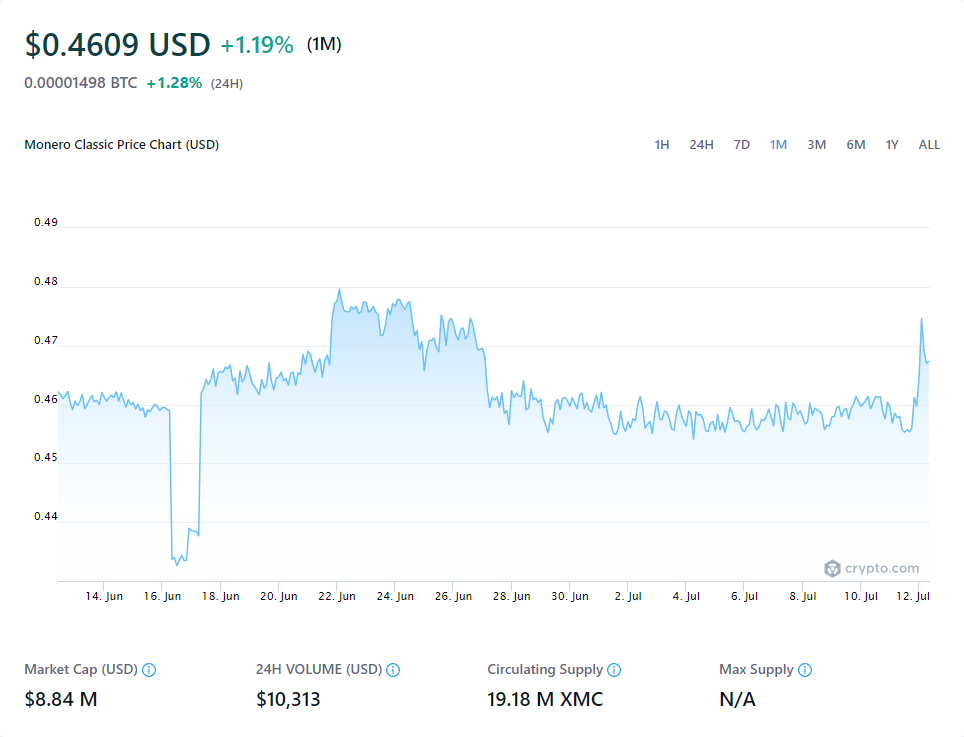 $0.4609 USD +1.19% (1M)
0.00001498 BTC +1.28% (24H)
Monero Classic Price Chart (USD) 1H 24H 7D 1M 3M 6M 1Y ALL
0.49
0.48
0.47
0.46
0.45
0.44
crypto.com
14. Jun 16. Jun 18. Jun 20. Jun 22. Jun 24. Jun 26. Jun 28. Jun 30. Jun 2. Jul 4. Jul 6. Jul 8. Jul 10. Jul 12. Jul
Market Cap (USD) 24H VOLUME (USD) Circulating Supply Max Supply
$8.84 M $10,313 19.18 M XMC N/A